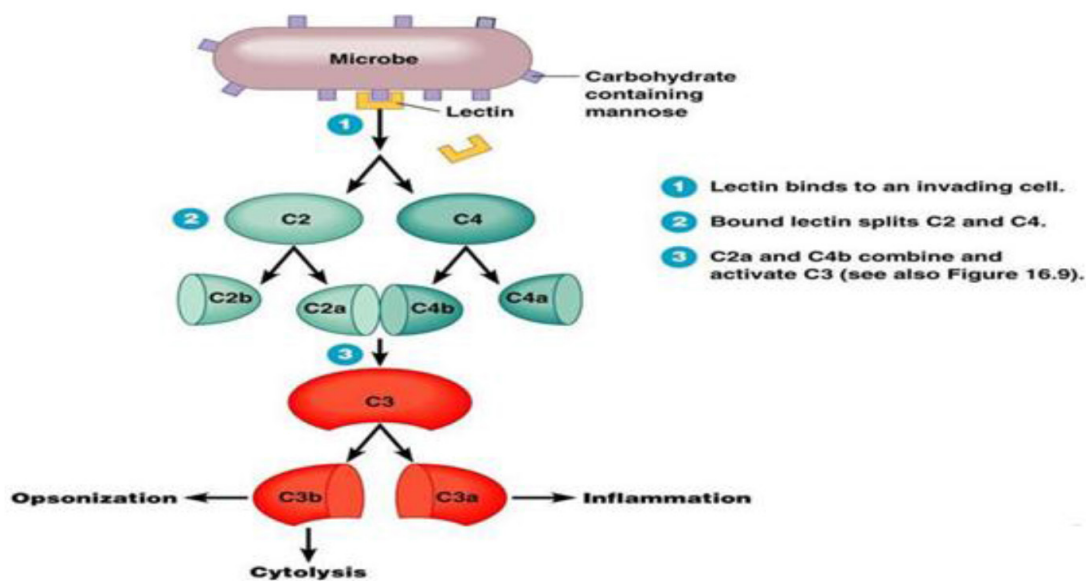 Microbe
Carbohydrate
containing
mannose
Lectin
1
1 Lectin binds to an invading cell.
2 C2 C4
2 Bound lectin splits C2 and C4.
3 C2a and C4b combine and
activate C3 (see also Figure 16.9).
C2b C2a C4b C4a
3
C3
Opsonization C3b C3a Inflammation
Cytolysis